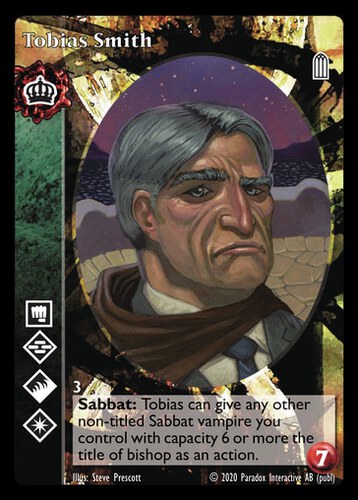 Tobias Smith
3
Sabbat: Tobias can give any other
non-titled Sabbat vampire you
control with capacity 6 or more the
title of bishop as an action.
7
Illus: Steve Prescott
© 2020 Paradox Interactive AB (publ)